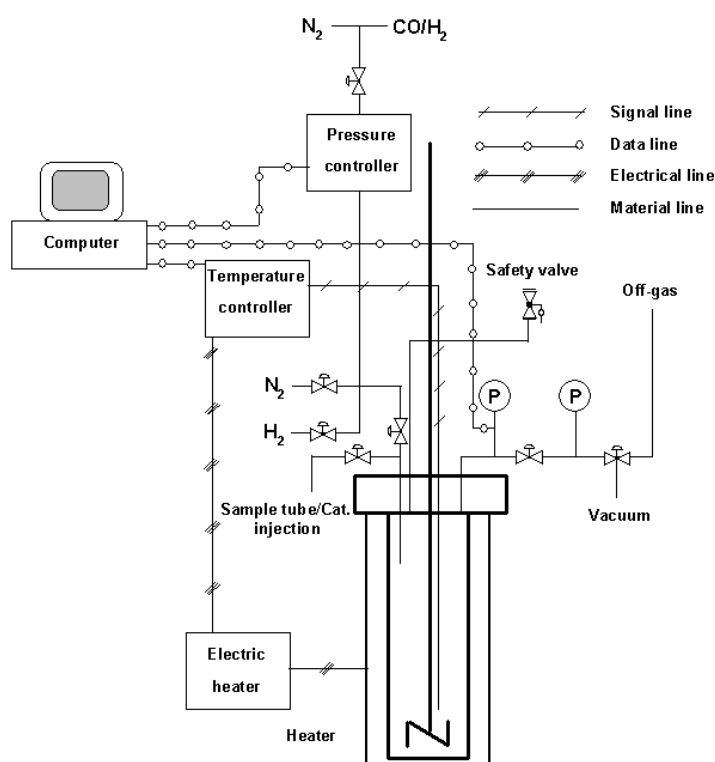 N2 CO/H2
Pressure
controller
Signal line
Data line
Electrical line
Material line
Computer
Temperature
controller
Safety valve
Off-gas
N2
P
P
H2
Sample tube/Cat.
injection
Vacuum
Electric
heater
Heater